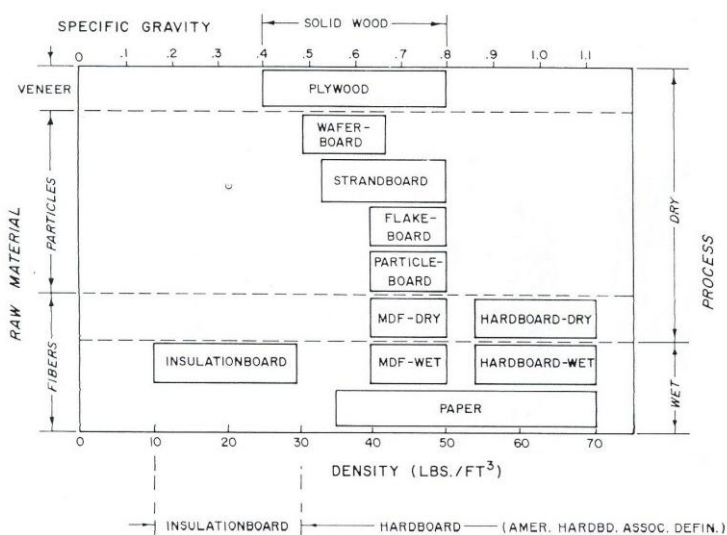 SPECIFIC GRAVITY
SOLID WOOD
0 .1 .2 .3 .4 .5 .6 .7 .8 .9 1.0 1.1
VENEER
PLYWOOD
WAFER-
BOARD
STRANDBOARD
FLAKE-
BOARD
PARTICLE-
BOARD
MDF-DRY
HARDBOARD-DRY
INSULATIONBOARD
MDF-WET
HARDBOARD-WET
PAPER
RAW MATERIAL
PARTICLES
FIBERS
DRY
WET
PROCESS
0 10 20 30 40 50 60 70
DENSITY (LBS./FT³)
INSULATIONBOARD
HARDBOARD
(AMER. HARDBD. ASSOC. DEFIN.)